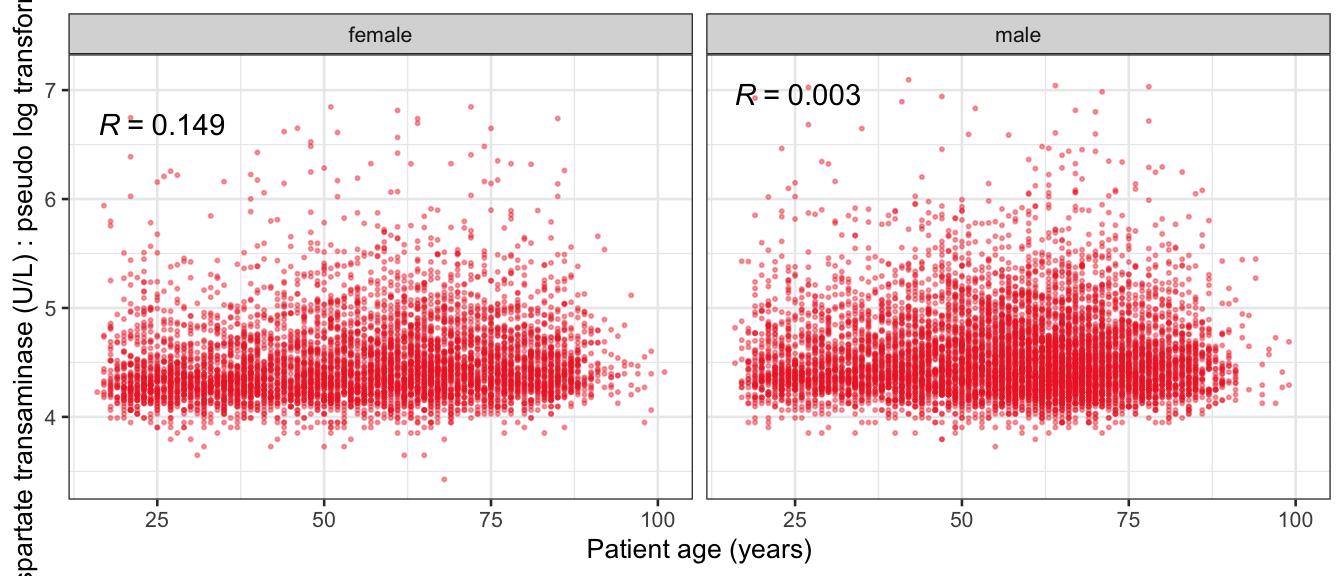 female
male
R = 0.149
R = 0.003
7
6
5
4
25
50
75
100
25
50
75
100
Patient age (years)
spartate transaminase (U/L) : pseudo log transfor